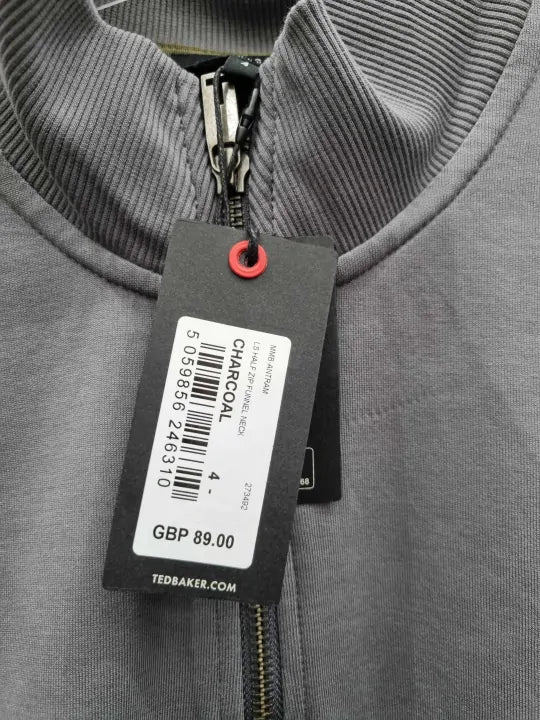 MMB ANTRAM
LS HALF ZIP FUNNEL NECK
273492
CHARCOAL
4 -
5 059856 246310
GBP 89.00
TEDBAKER.COM